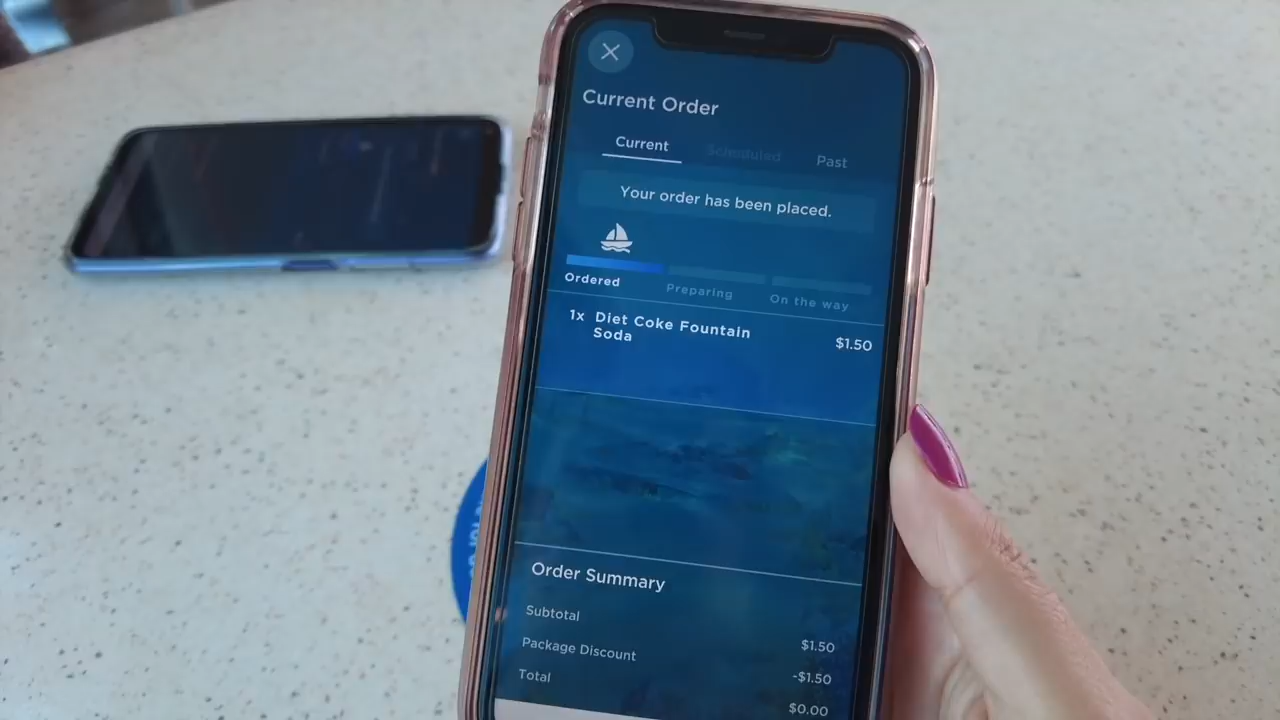 Current Order
Current Scheduled Past
Your order has been placed.
Ordered Preparing On the way
1x Diet Coke Fountain $1.50
Soda
Order Summary
Subtotal $1.50
Package Discount -$1.50
Total $0.00